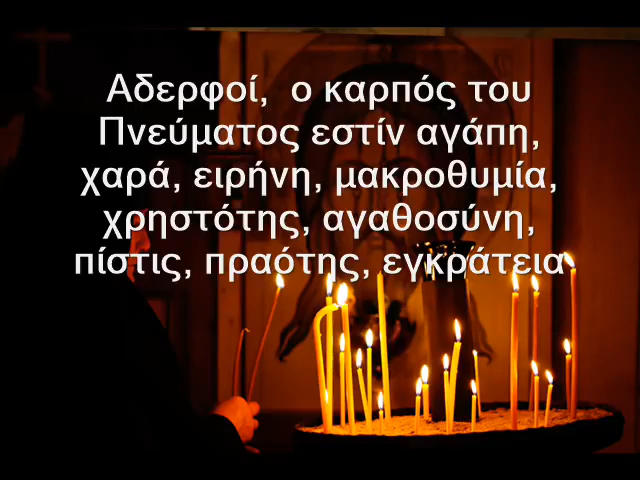 Αδερφοί, ο καρπός του
Πνεύματος εστίν αγάπη,
χαρά, ειρήνη, μακροθυμία,
χρηστότης, αγαθοσύνη,
πίστις, πραότης, εγκράτεια